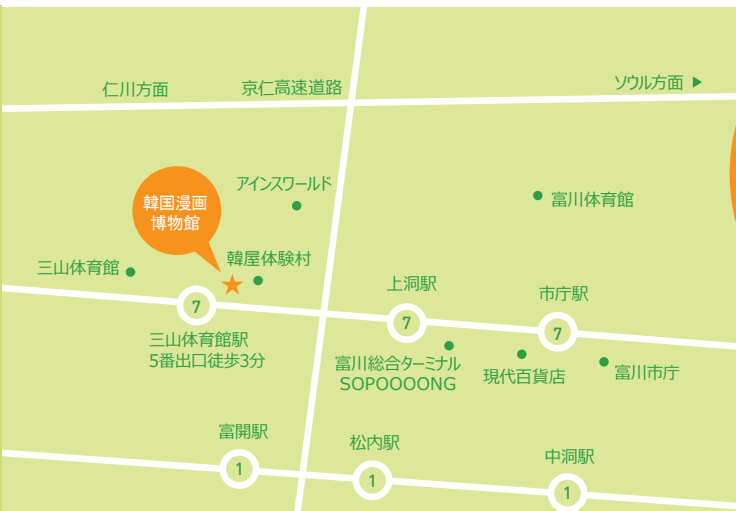 仁川方面
京仁高速道路
ソウル方面 ▶
アインスワールド
韓国漫画
博物館
富川体育館
三山体育館
韓屋体験村
上洞駅
市庁駅
7
7
7
三山体育館駅
5番出口徒歩3分
富川総合ターミナル
SOPOOOONG
現代百貨店
富川市庁
富開駅
松内駅
中洞駅
1
1
1